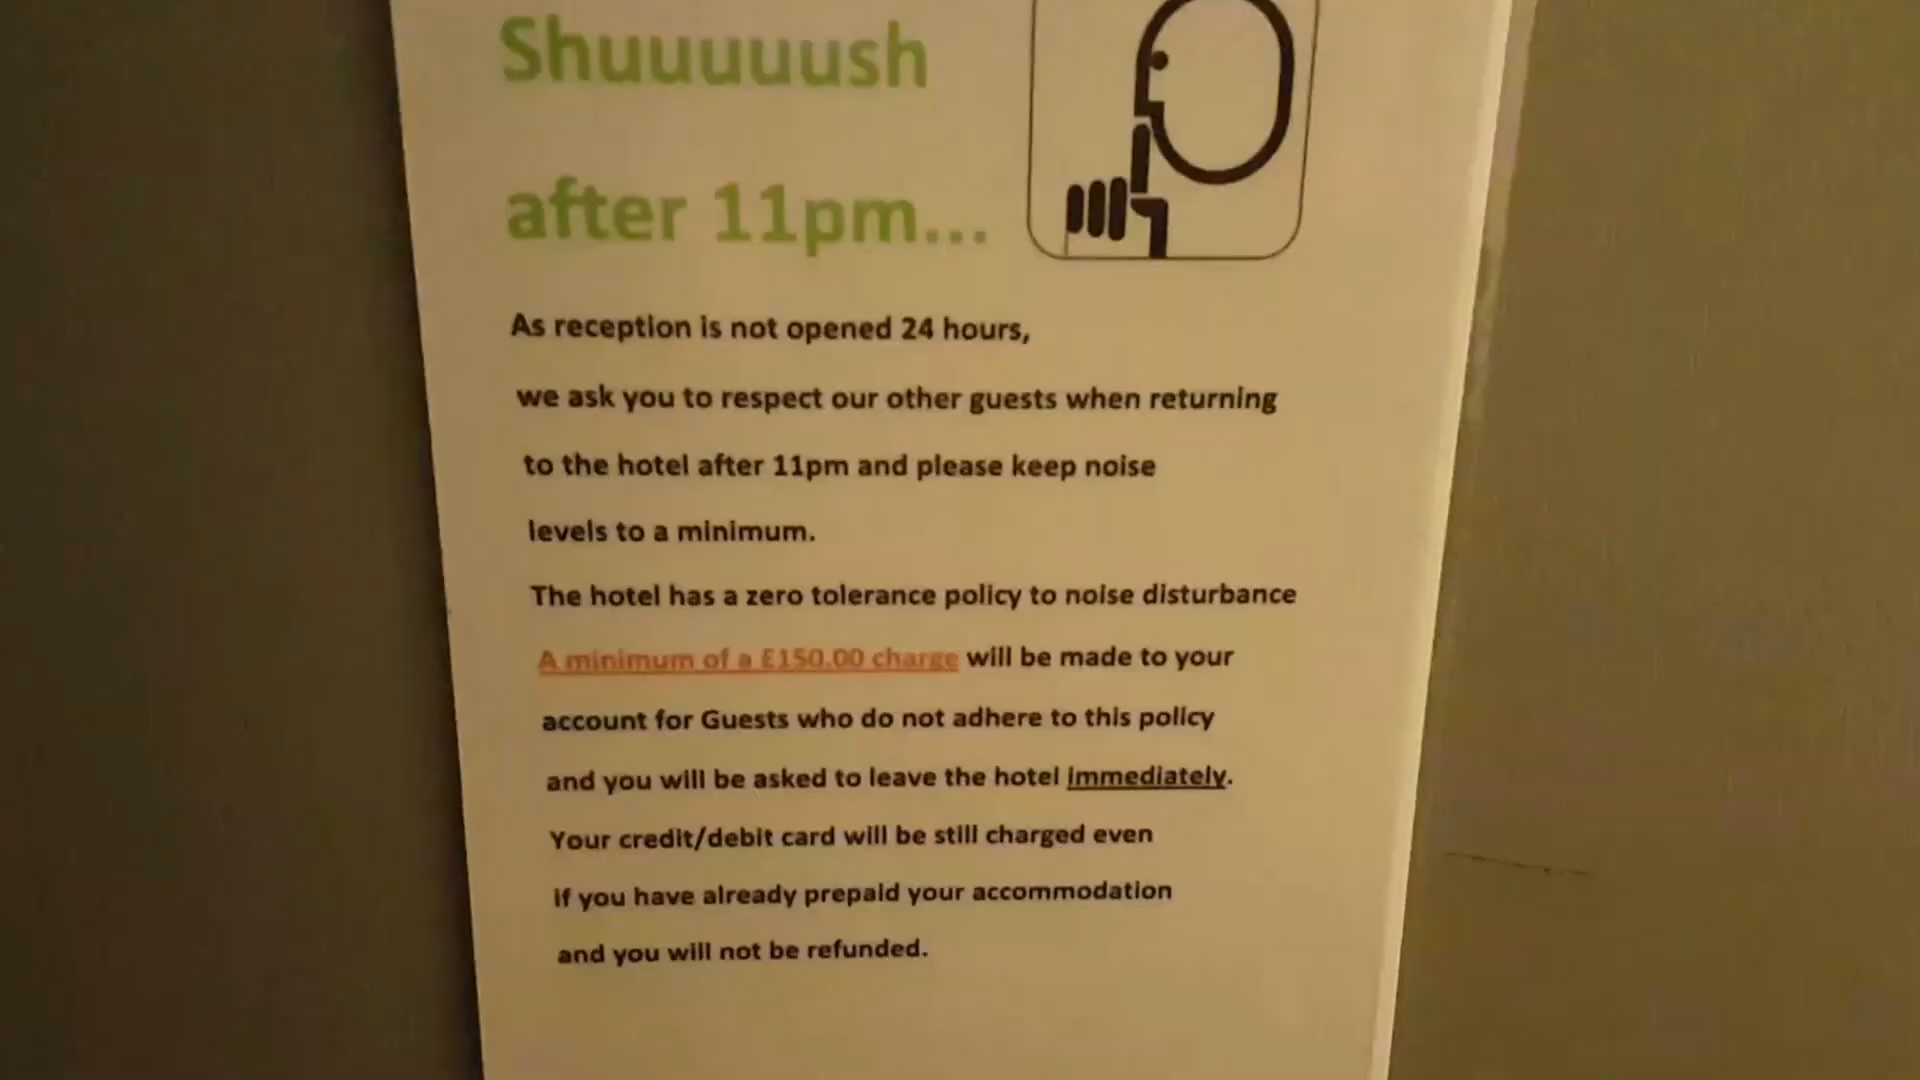 Shuuuuush
after 11pm...
As reception is not opened 24 hours,
we ask you to respect our other guests when returning
to the hotel after 11pm and please keep noise
levels to a minimum.
The hotel has a zero tolerance policy to noise disturbance
A minimum of a £150.00 charge will be made to your
account for Guests who do not adhere to this policy
and you will be asked to leave the hotel immediately.
Your credit/debit card will be still charged even
if you have already prepaid your accommodation
and you will not be refunded.